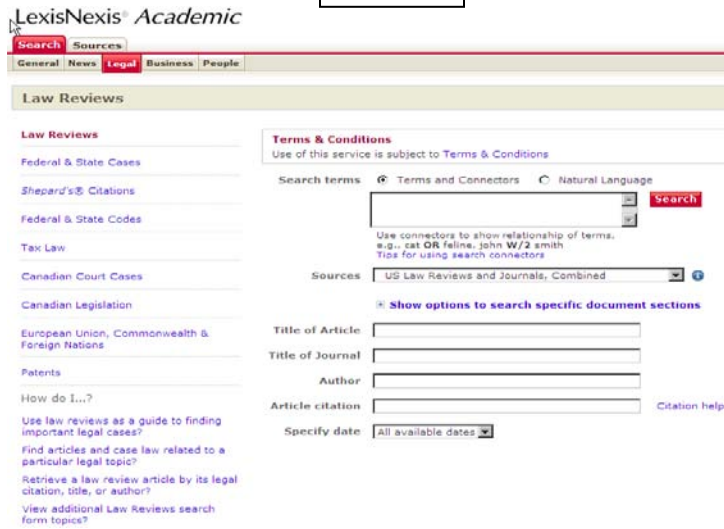 LexisNexis® Academic
Search Sources
General News Legal Business People
Law Reviews
Law Reviews
Federal & State Cases
Shepard's® Citations
Federal & State Codes
Tax Law
Canadian Court Cases
Canadian Legislation
European Union, Commonwealth &
Foreign Nations
Patents
How do I...?
Use law reviews as a guide to finding
important legal cases?
Find articles and case law related to a
particular legal topic?
Retrieve a law review article by its legal
citation, title, or author?
View additional Law Reviews search
form topics?
Terms & Conditions
Use of this service is subject to Terms & Conditions
Search terms Terms and Connectors Natural Language
Search
Use connectors to show relationship of terms.
e.g., cat OR feline, john W/2 smith
Tips for using search connectors
Sources US Law Reviews and Journals, Combined
Show options to search specific document sections
Title of Article
Title of Journal
Author
Article citation Citation help
Specify date All available dates